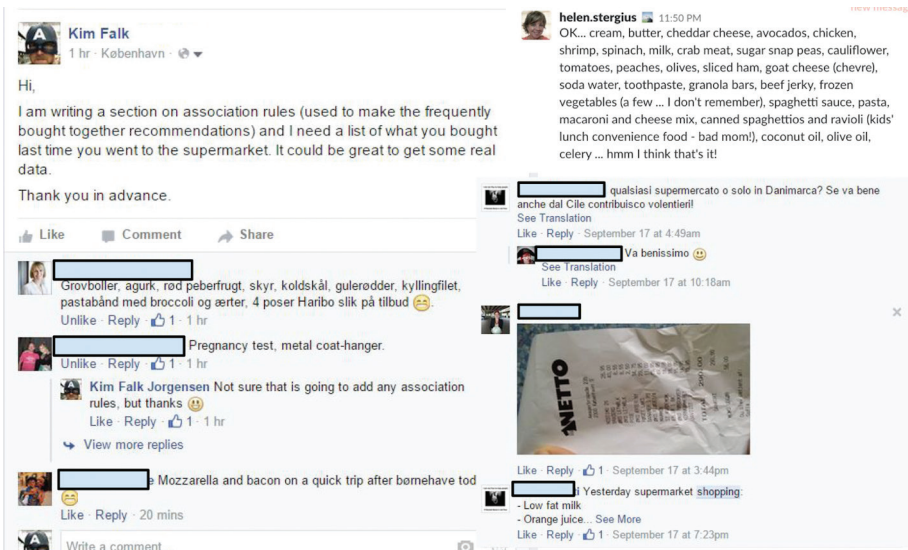 Kim Falk
1 hr · København ·
Hi,
I am writing a section on association rules (used to make the frequently
bought together recommendations) and I need a list of what you bought
last time you went to the supermarket. It could be great to get some real
data.
Thank you in advance.
Like Comment Share
Grovboller, agurk, rød peberfrugt, skyr, koldskål, gulerødder, kyllingfilet,
pastabånd med broccoli og ærter, 4 poser Haribo slik på tilbud 😁.
Unlike · Reply · 1 · 1 hr
Pregnancy test, metal coat-hanger.
Unlike · Reply · 1 · 1 hr
Kim Falk Jorgensen Not sure that is going to add any association
rules, but thanks 😃
Like · Reply · 1 · 1 hr
View more replies
e Mozzarella and bacon on a quick trip after børnehave tod
😁
Like · Reply · 20 mins
Write a comment...
new messag
helen.stergius 11:50 PM
OK... cream, butter, cheddar cheese, avocados, chicken,
shrimp, spinach, milk, crab meat, sugar snap peas, cauliflower,
tomatoes, peaches, olives, sliced ham, goat cheese (chevre),
soda water, toothpaste, granola bars, beef jerky, frozen
vegetables (a few ... I don't remember), spaghetti sauce, pasta,
macaroni and cheese mix, canned spaghettios and ravioli (kids'
lunch convenience food - bad mom!), coconut oil, olive oil,
celery ... hmm I think that's it!
qualsiasi supermercato o solo in Danimarca? Se va bene
anche dal Cile contribuisco volentieri!
See Translation
Like · Reply · September 17 at 4:49am
Va benissimo 😃
See Translation
Like · Reply · September 17 at 10:18am
NETTO
TOTAL
Like · Reply · 1 · September 17 at 3:44pm
i Yesterday supermarket shopping:
- Low fat milk
- Orange juice... See More
Like · Reply · 1 · September 17 at 7:23pm